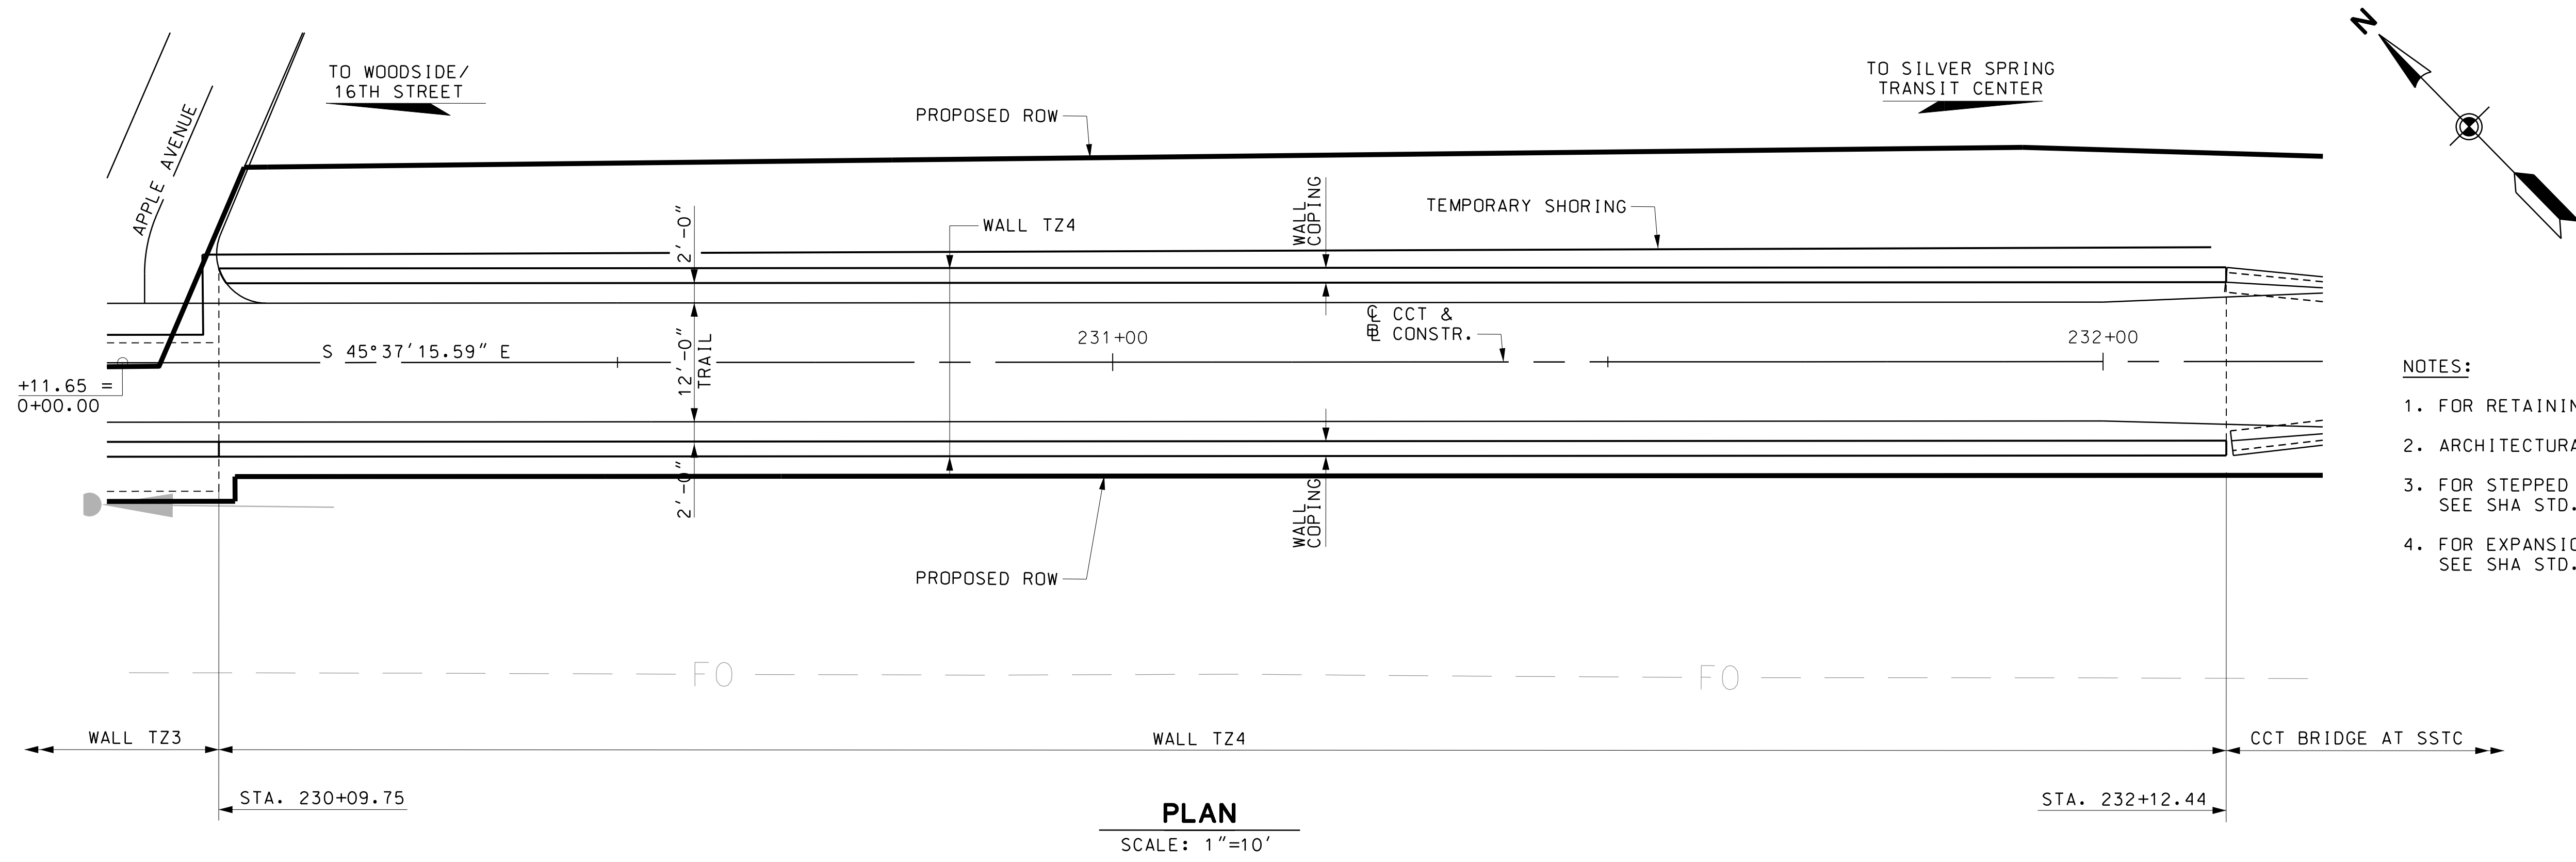 N
TO WOODSIDE/
16TH STREET
TO SILVER SPRING
TRANSIT CENTER
PROPOSED ROW
APPLE AVENUE
2'-0"
WALL TZ4
WALL
COPING
TEMPORARY SHORING
12'-0"
TRAIL
S 45°37'15.59" E
231+00
℄ CCT &
BL CONSTR.
232+00
+11.65 =
0+00.00
2'-0"
WALL
COPING
PROPOSED ROW
NOTES:
1. FOR RETAININ
2. ARCHITECTURA
3. FOR STEPPED
SEE SHA STD.
4. FOR EXPANSIO
SEE SHA STD.
FO
FO
WALL TZ3
WALL TZ4
CCT BRIDGE AT SSTC
STA. 230+09.75
STA. 232+12.44
PLAN
SCALE: 1"=10'